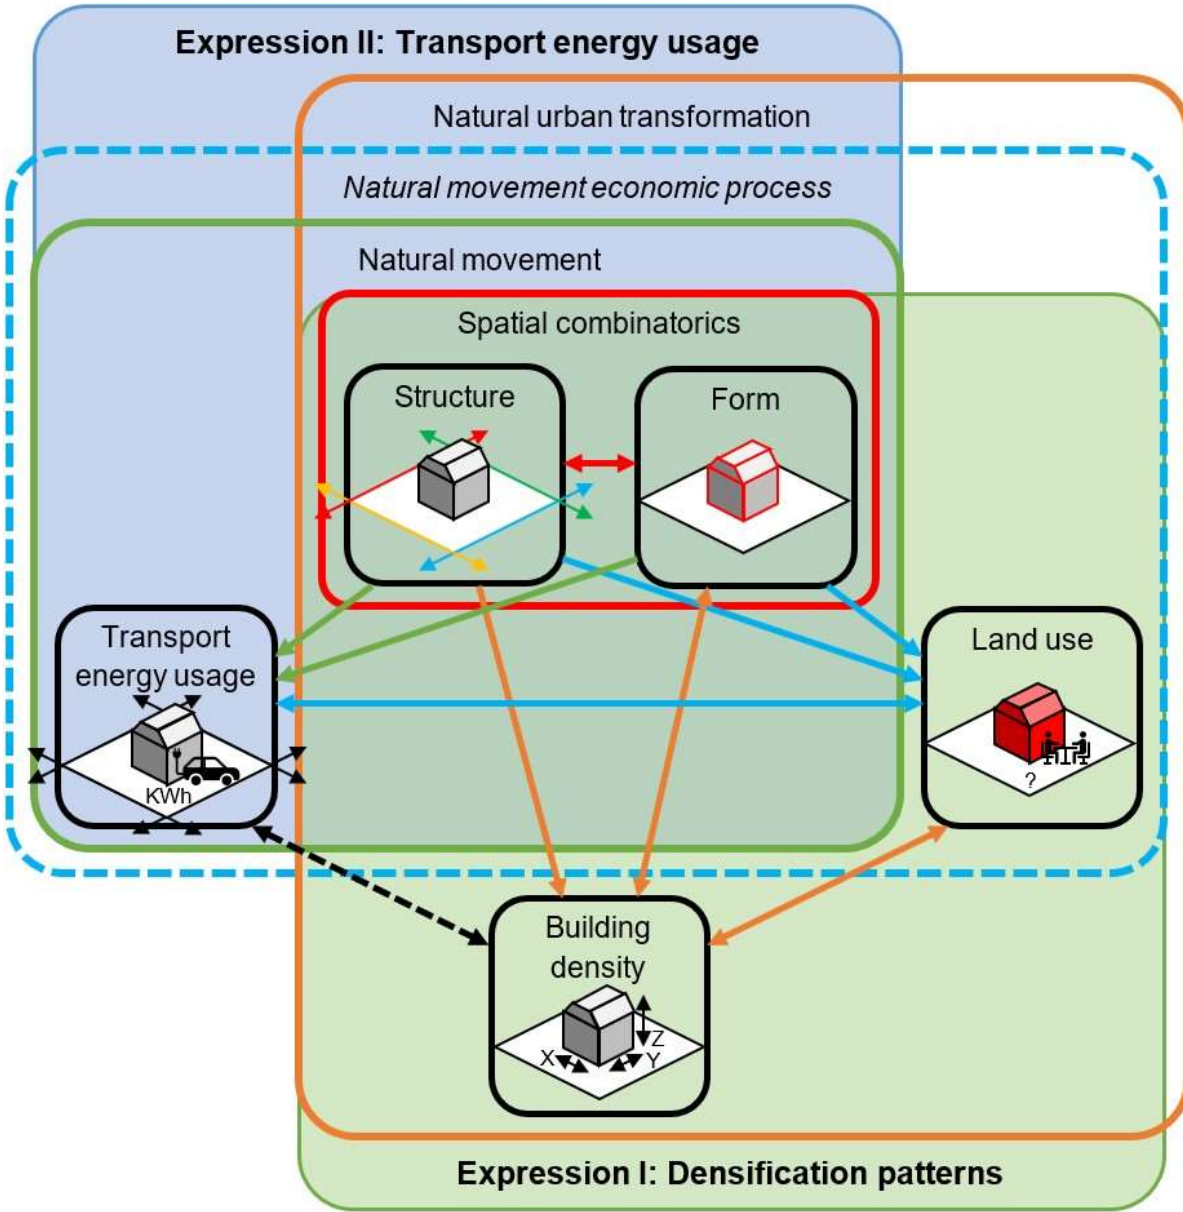 Expression II: Transport energy usage
Natural urban transformation
Natural movement economic process
Natural movement
Spatial combinatorics
Structure
Form
Transport
energy usage
KWh
Land use
?
Building
density
X
Z
Y
Expression I: Densification patterns